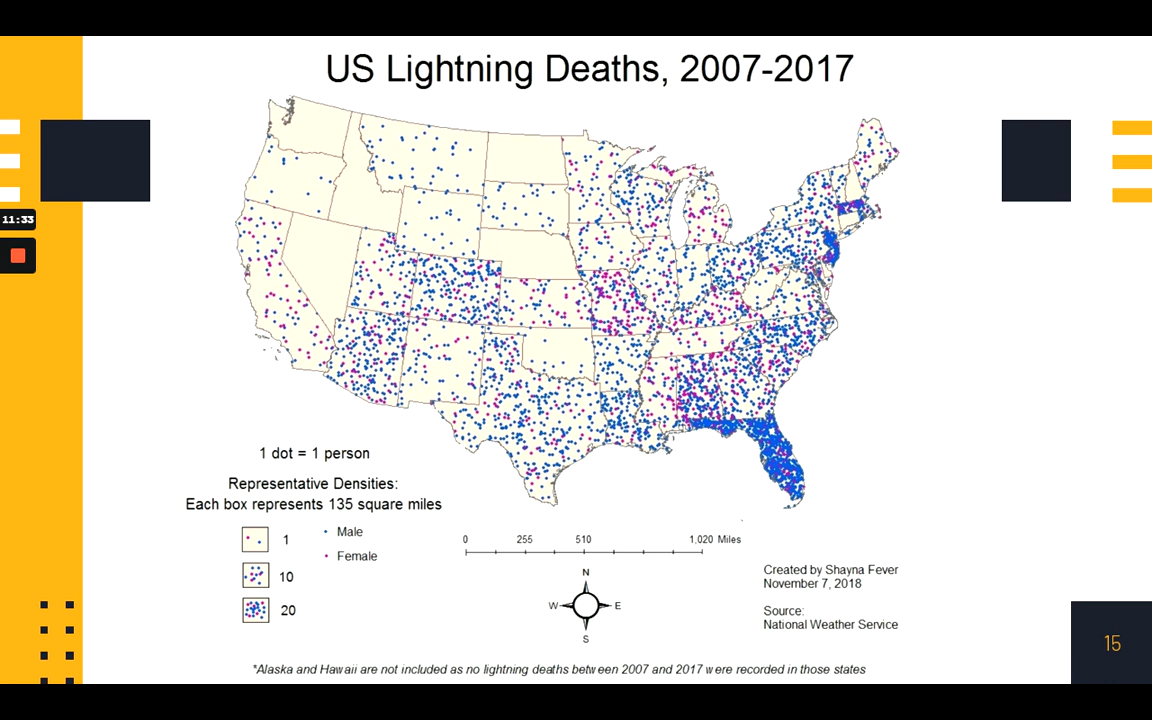 US Lightning Deaths, 2007-2017
11:33
1 dot = 1 person
Representative Densities:
Each box represents 135 square miles
1
Male
Female
10
20
0 255 510 1,020 Miles
N
W E
S
Created by Shayna Fever
November 7, 2018
Source:
National Weather Service
15
*Alaska and Hawaii are not included as no lightning deaths between 2007 and 2017 were recorded in those states